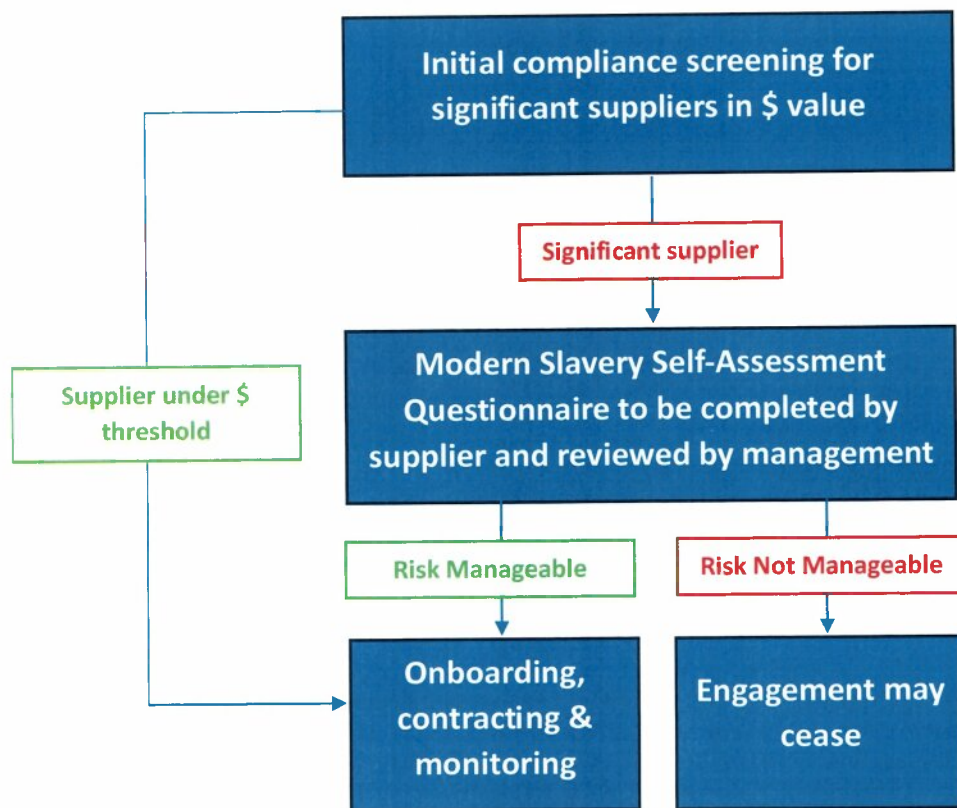 Initial compliance screening for
significant suppliers in $ value
Significant supplier
Supplier under $
threshold
Modern Slavery Self-Assessment
Questionnaire to be completed by
supplier and reviewed by management
Risk Manageable
Risk Not Manageable
Onboarding,
contracting &
monitoring
Engagement may
cease